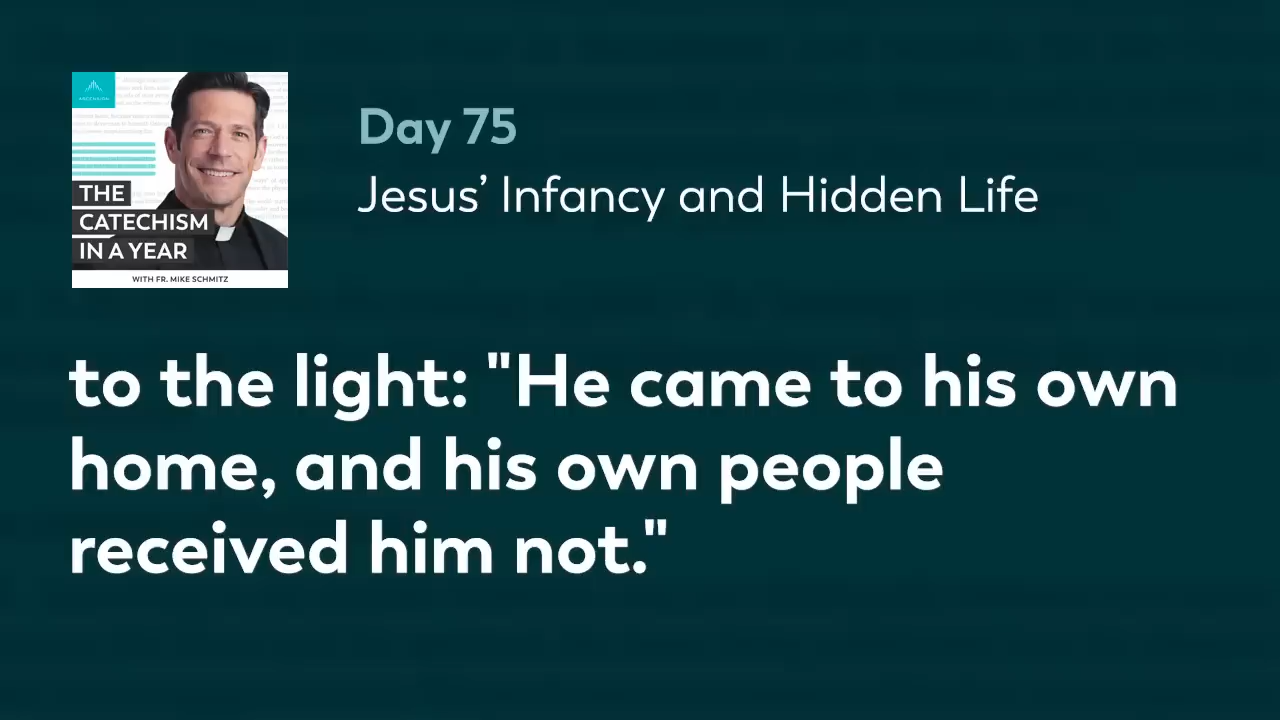 ASCENSION
THE
CATECHISM
IN A YEAR
WITH FR. MIKE SCHMITZ
Day 75
Jesus’ Infancy and Hidden Life
to the light: "He came to his own
home, and his own people
received him not."